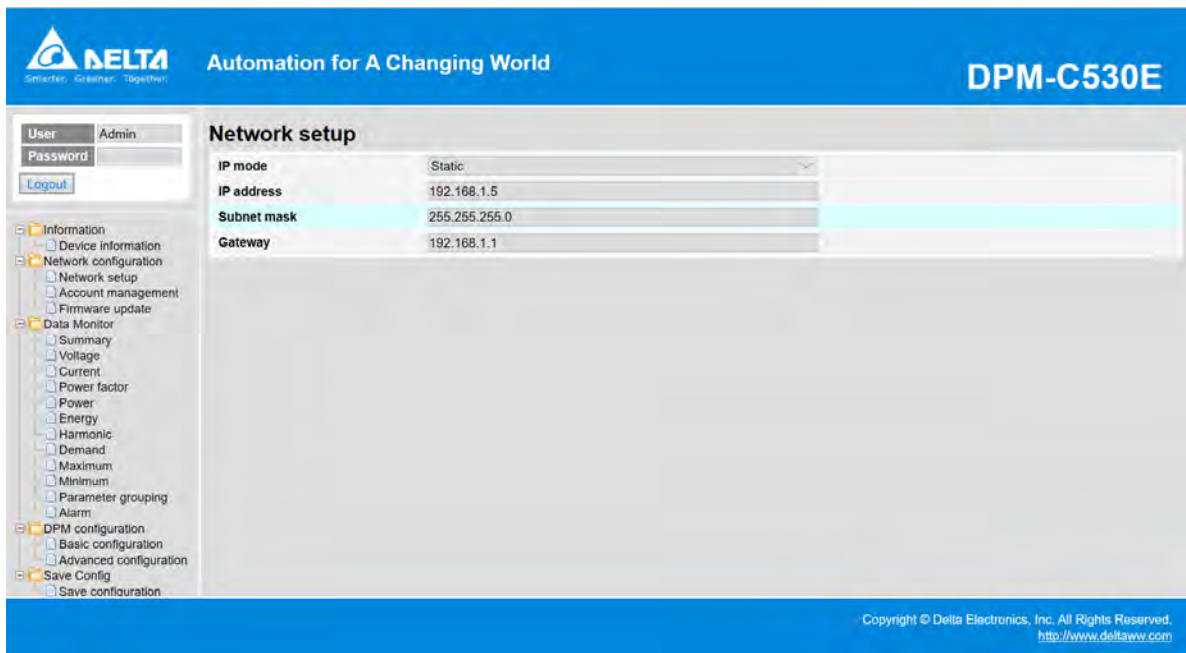 DELTA
Smarter. Greener. Together.
Automation for A Changing World
DPM-C530E
User Admin
Password
Logout
Information
Device information
Network configuration
Network setup
Account management
Firmware update
Data Monitor
Summary
Voltage
Current
Power factor
Power
Energy
Harmonic
Demand
Maximum
Minimum
Parameter grouping
Alarm
DPM configuration
Basic configuration
Advanced configuration
Save Config
Save configuration
Network setup
IP mode Static
IP address 192.168.1.5
Subnet mask 255.255.255.0
Gateway 192.168.1.1
Copyright © Delta Electronics, Inc. All Rights Reserved.
http://www.deltaww.com